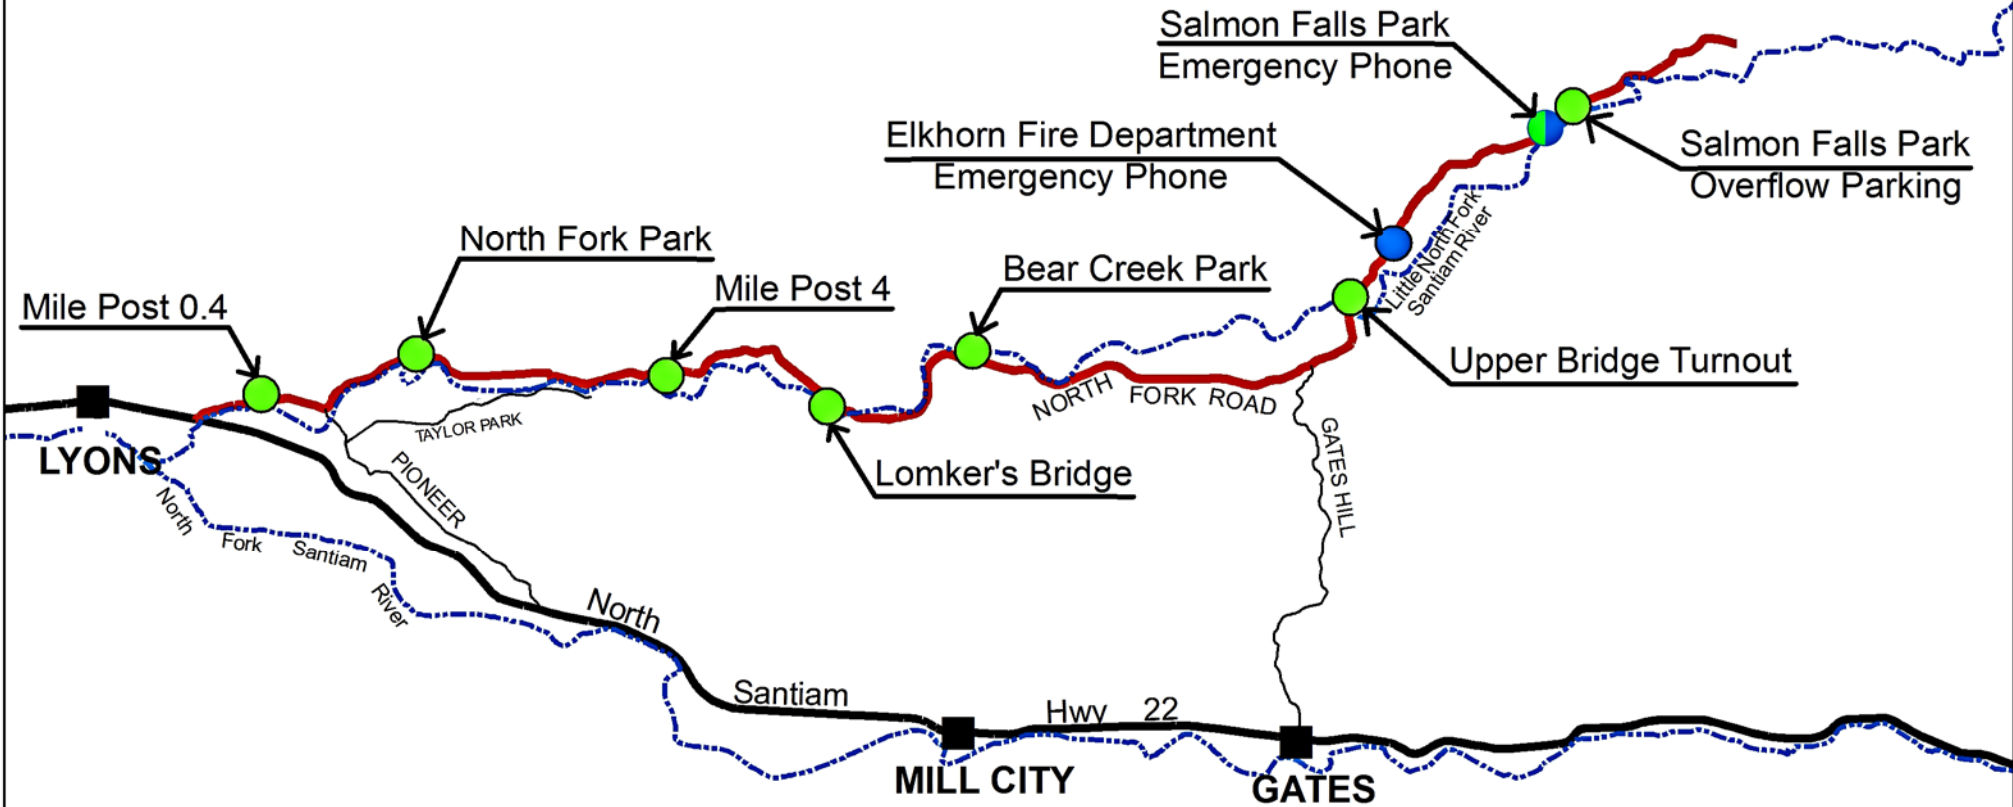 Salmon Falls Park
Emergency Phone
Elkhorn Fire Department
Emergency Phone
Salmon Falls Park
Overflow Parking
Little North Fork
Santiam River
North Fork Park
Bear Creek Park
Mile Post 4
Mile Post 0.4
Upper Bridge Turnout
NORTH FORK ROAD
TAYLOR PARK
GATES HILL
LYONS
PIONEER
Lomker's Bridge
North Fork Santiam River
North Santiam Hwy 22
MILL CITY
GATES